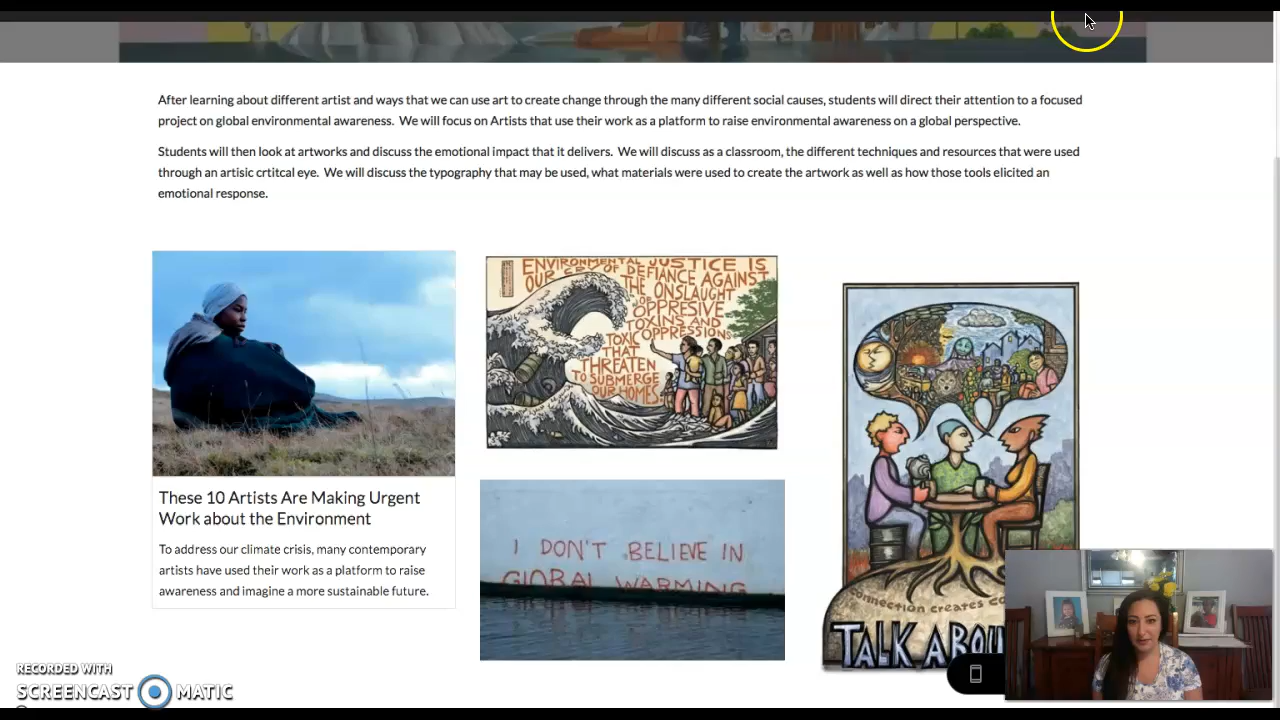 After learning about different artist and ways that we can use art to create change through the many different social causes, students will direct their attention to a focused
project on global environmental awareness.  We will focus on Artists that use their work as a platform to raise environmental awareness on a global perspective.
Students will then look at artworks and discuss the emotional impact that it delivers.  We will discuss as a classroom, the different techniques and resources that were used
through an artisic crtitcal eye.  We will discuss the typography that may be used, what materials were used to create the artwork as well as how those tools elicited an
emotional response.
ENVIRONMENTAL JUSTICE IS
OUR CRY OF DEFIANCE AGAINST
THE ONSLAUGHT
OF OPPRESIVE
TOXINS AND
TOXIC OPPRESSIONS
THAT
THREATEN
TO SUBMERGE
OUR HOMES
These 10 Artists Are Making Urgent
Work about the Environment
To address our climate crisis, many contemporary
artists have used their work as a platform to raise
awareness and imagine a more sustainable future.
I DON'T BELIEVE IN
GLOBAL WARMING
connection creates
TALK
RECORDED WITH
SCREENCAST MATIC